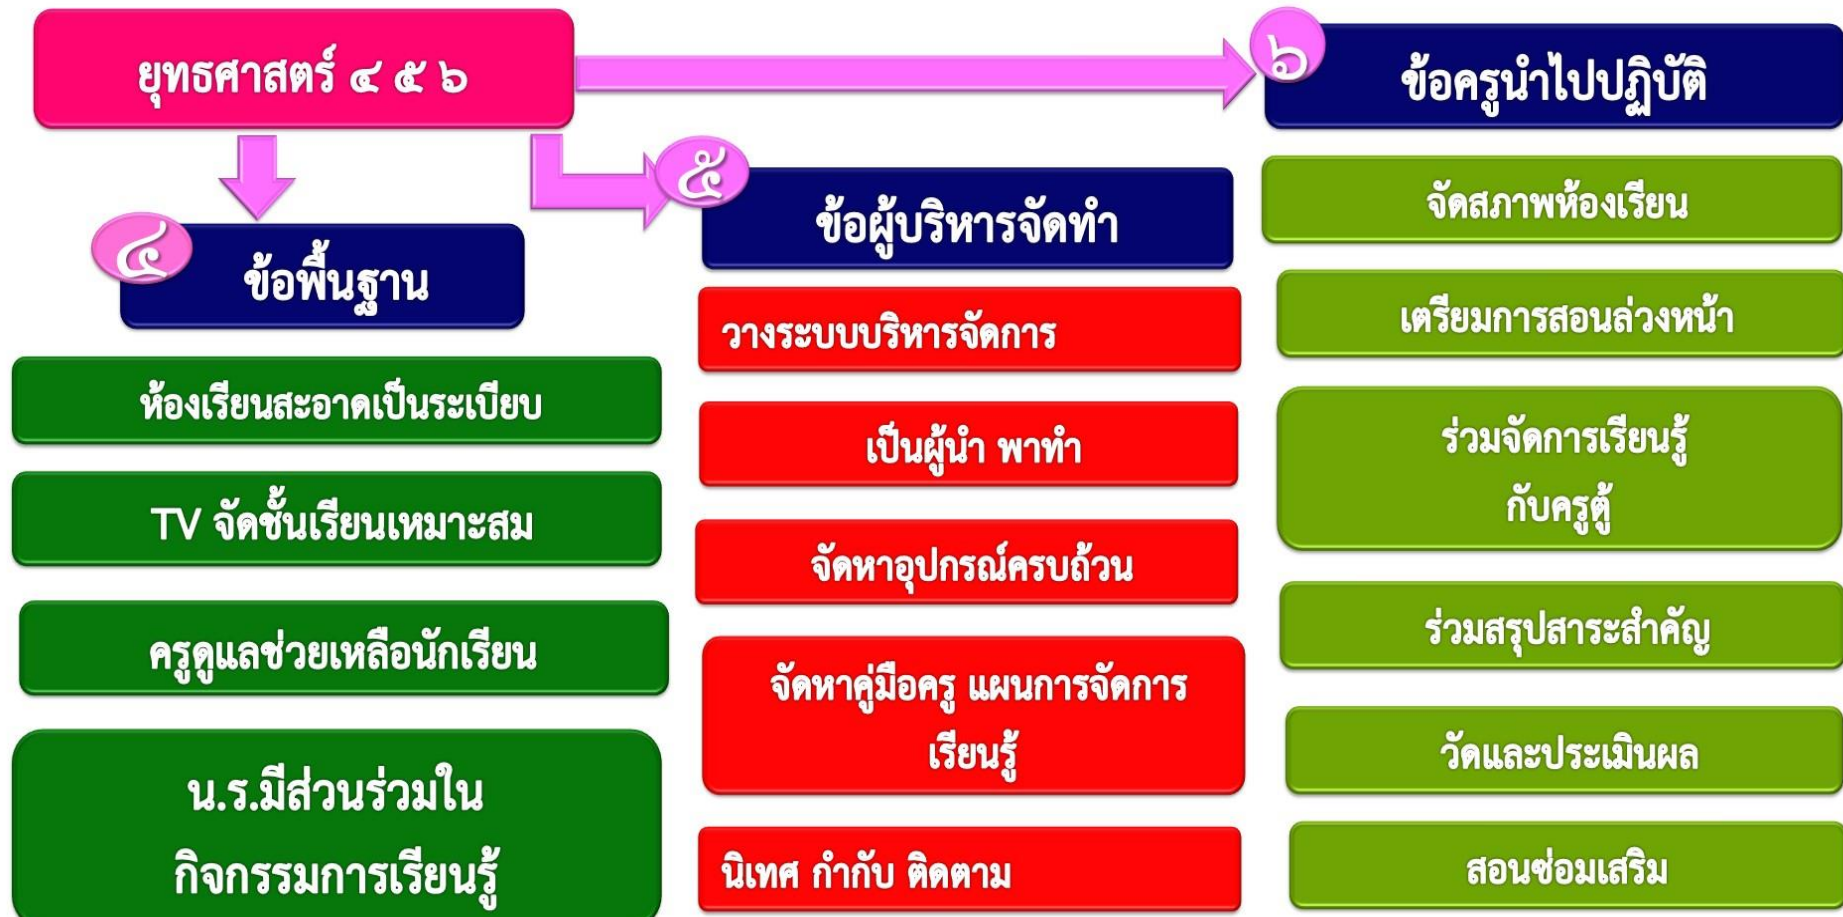 ยุทธศาสตร์ ๔ ๕ ๖
๔
ข้อพื้นฐาน
ห้องเรียนสะอาดเป็นระเบียบ
TV จัดชั้นเรียนเหมาะสม
ครูดูแลช่วยเหลือนักเรียน
น.ร.มีส่วนร่วมใน
กิจกรรมการเรียนรู้
๕
ข้อผู้บริหารจัดทำ
วางระบบบริหารจัดการ
เป็นผู้นำ พาทำ
จัดหาอุปกรณ์ครบถ้วน
จัดหาคู่มือครู แผนการจัดการ
เรียนรู้
นิเทศ กำกับ ติดตาม
๖
ข้อครูนำไปปฏิบัติ
จัดสภาพห้องเรียน
เตรียมการสอนล่วงหน้า
ร่วมจัดการเรียนรู้
กับครูตู้
ร่วมสรุปสาระสำคัญ
วัดและประเมินผล
สอนซ่อมเสริม